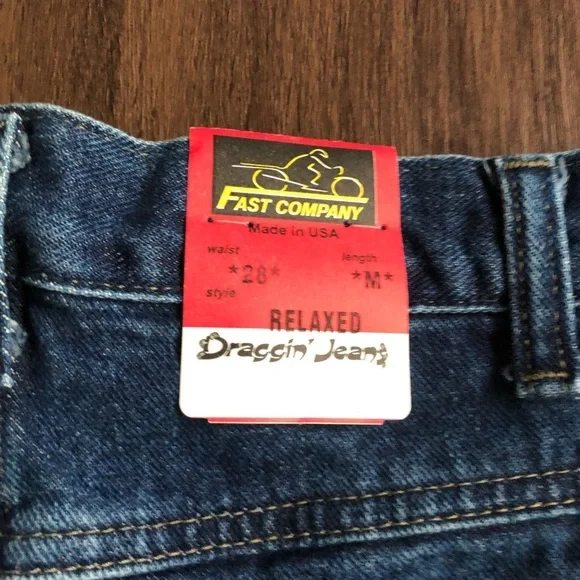 FAST COMPANY
Made in USA
waist length
*28* *M*
style
RELAXED
Draggin' Jeans